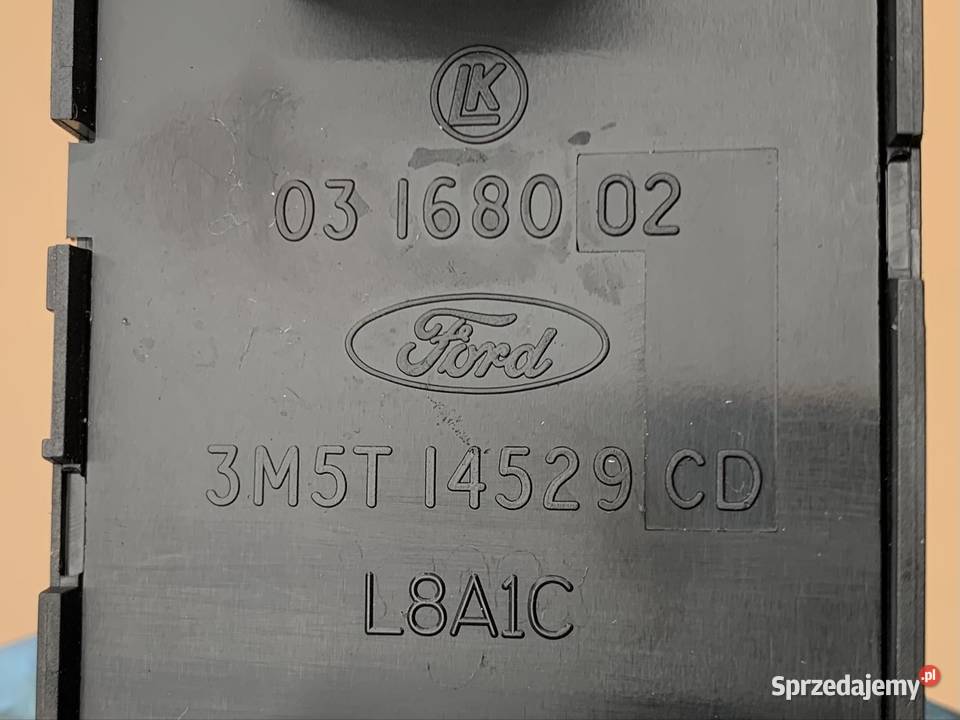 LK
03 1680 02
Ford
3M5T 14529 CD
L8A1C
Sprzedajemy.pl